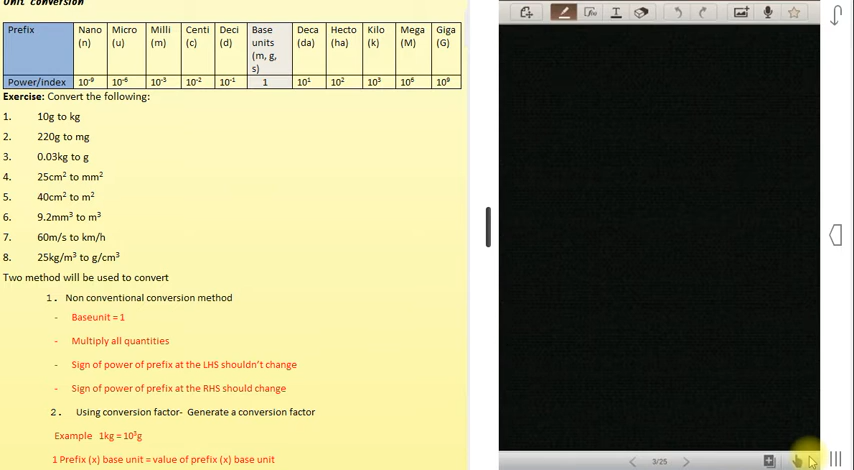 Unit conversion
Prefix Nano Micro Milli Centi Deci Base Deca Hecto Kilo Mega Giga
(n) (u) (m) (c) (d) units (da) (ha) (k) (M) (G)
(m, g,
s)
Power/index 10⁻⁹ 10⁻⁶ 10⁻³ 10⁻² 10⁻¹ 1 10¹ 10² 10³ 10⁶ 10⁹
Exercise: Convert the following:
1. 10g to kg
2. 220g to mg
3. 0.03kg to g
4. 25cm² to mm²
5. 40cm² to m²
6. 9.2mm³ to m³
7. 60m/s to km/h
8. 25kg/m³ to g/cm³
Two method will be used to convert
1. Non conventional conversion method
- Baseunit = 1
- Multiply all quantities
- Sign of power of prefix at the LHS shouldn't change
- Sign of power of prefix at the RHS should change
2. Using conversion factor- Generate a conversion factor
Example 1kg = 10³g
1 Prefix (x) base unit = value of prefix (x) base unit
3/25